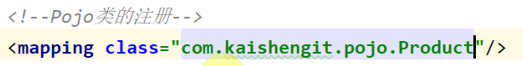 <!--Pojo类的注册-->
<mapping class="com.kaishengit.pojo.Product"/>